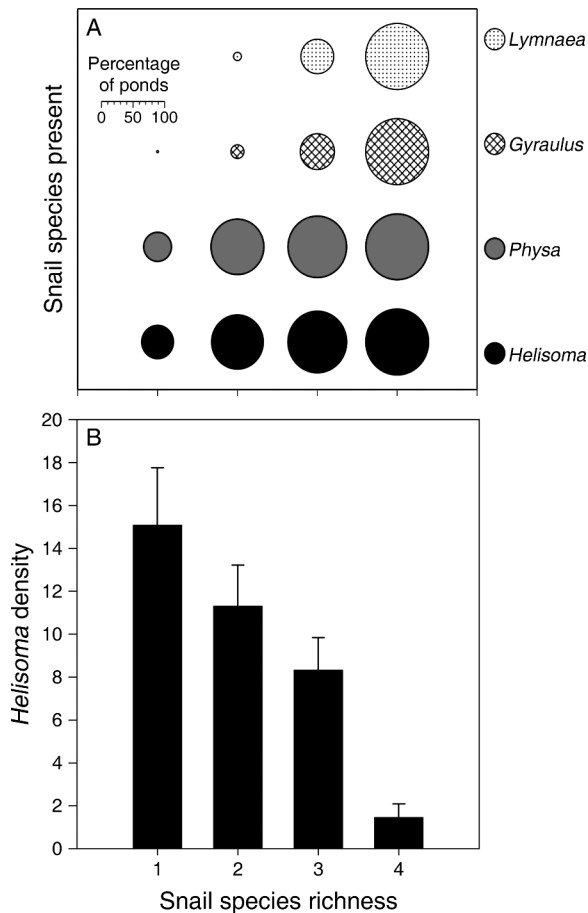 A
Percentage
of ponds
0 50 100
Snail species present
Lymnaea
Gyraulus
Physa
Helisoma
B
20
18
16
14
12
10
8
6
4
2
0
Helisoma density
1 2 3 4
Snail species richness